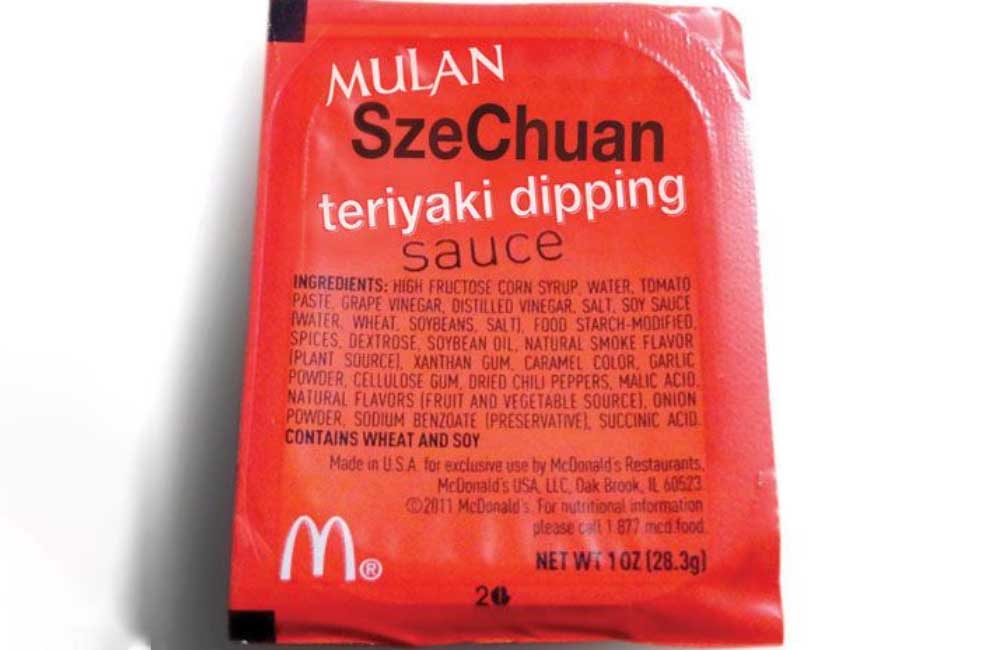 MULAN
SzeChuan
teriyaki dipping
sauce
INGREDIENTS: HIGH FRUCTOSE CORN SYRUP, WATER, TOMATO
PASTE, GRAPE VINEGAR, DISTILLED VINEGAR, SALT, SOY SAUCE
(WATER, WHEAT, SOYBEANS, SALT), FOOD STARCH-MODIFIED,
SPICES, DEXTROSE, SOYBEAN OIL, NATURAL SMOKE FLAVOR
(PLANT SOURCE), XANTHAN GUM, CARAMEL COLOR, GARLIC
POWDER, CELLULOSE GUM, DRIED CHILI PEPPERS, MALIC ACID,
NATURAL FLAVORS (FRUIT AND VEGETABLE SOURCE), ONION
POWDER, SODIUM BENZOATE (PRESERVATIVE), SUCCINIC ACID.
CONTAINS WHEAT AND SOY
Made in U.S.A. for exclusive use by McDonald's Restaurants,
McDonald's USA, LLC, Oak Brook, IL 60523
©2011 McDonald's. For nutritional information
please call 1 877 mcd.food.
M®
NET WT 1 OZ (28.3g)